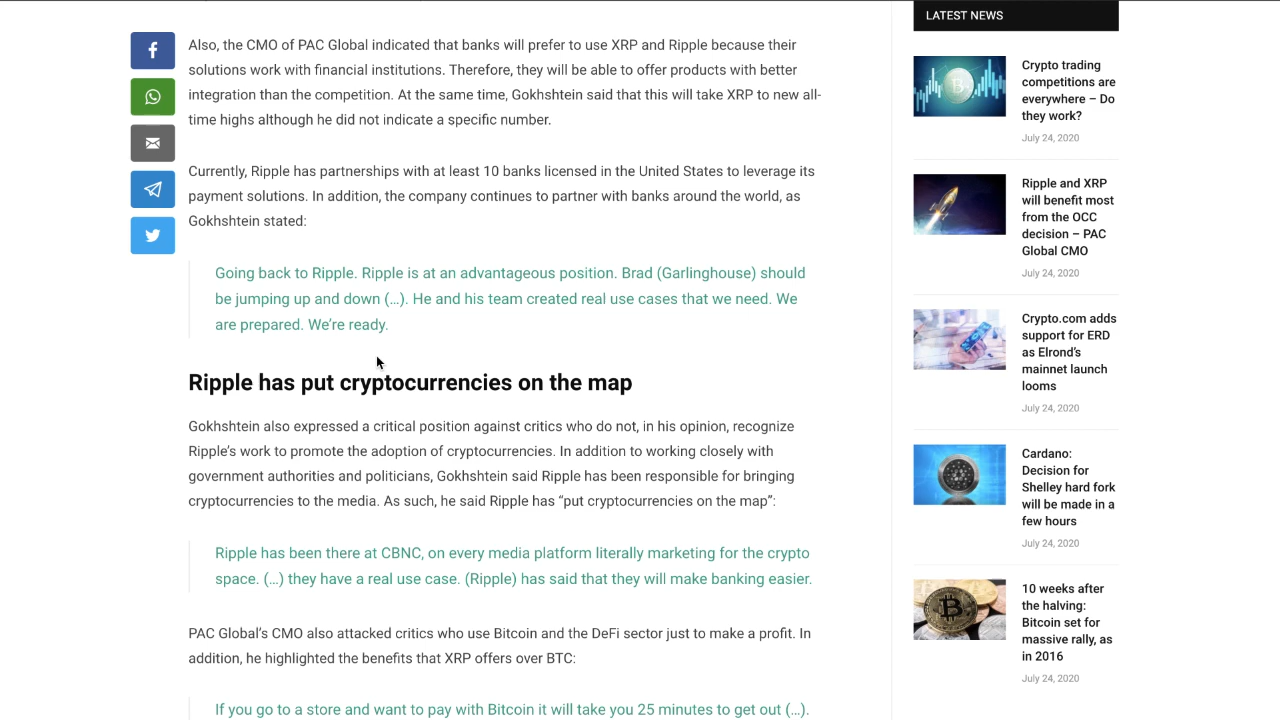 Also, the CMO of PAC Global indicated that banks will prefer to use XRP and Ripple because their
solutions work with financial institutions. Therefore, they will be able to offer products with better
integration than the competition. At the same time, Gokhshtein said that this will take XRP to new all-
time highs although he did not indicate a specific number.
Currently, Ripple has partnerships with at least 10 banks licensed in the United States to leverage its
payment solutions. In addition, the company continues to partner with banks around the world, as
Gokhshtein stated:
Going back to Ripple. Ripple is at an advantageous position. Brad (Garlinghouse) should
be jumping up and down (…). He and his team created real use cases that we need. We
are prepared. We’re ready.
Ripple has put cryptocurrencies on the map
Gokhshtein also expressed a critical position against critics who do not, in his opinion, recognize
Ripple’s work to promote the adoption of cryptocurrencies. In addition to working closely with
government authorities and politicians, Gokhshtein said Ripple has been responsible for bringing
cryptocurrencies to the media. As such, he said Ripple has “put cryptocurrencies on the map”:
Ripple has been there at CBNC, on every media platform literally marketing for the crypto
space. (…) they have a real use case. (Ripple) has said that they will make banking easier.
PAC Global’s CMO also attacked critics who use Bitcoin and the DeFi sector just to make a profit. In
addition, he highlighted the benefits that XRP offers over BTC:
If you go to a store and want to pay with Bitcoin it will take you 25 minutes to get out (…).
LATEST NEWS
Crypto trading
competitions are
everywhere – Do
they work?
July 24, 2020
Ripple and XRP
will benefit most
from the OCC
decision – PAC
Global CMO
July 24, 2020
Crypto.com adds
support for ERD
as Elrond’s
mainnet launch
looms
July 24, 2020
Cardano:
Decision for
Shelley hard fork
will be made in a
few hours
July 24, 2020
10 weeks after
the halving:
Bitcoin set for
massive rally, as
in 2016
July 24, 2020